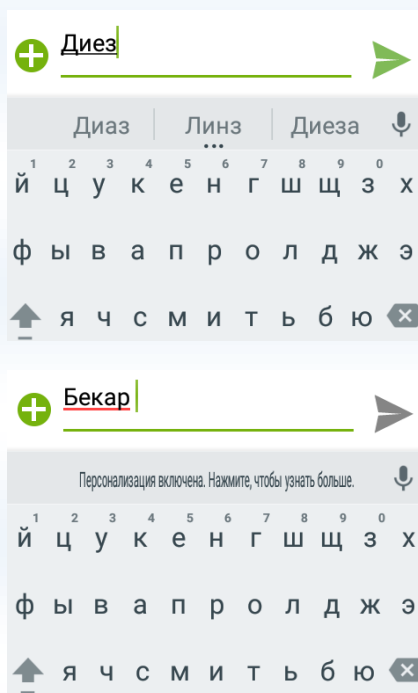 Диез
Диаз Линз Диеза
1 2 3 4 5 6 7 8 9 0
й ц у к е н г ш щ з х
ф ы в а п р о л д ж э
я ч с м и т ь б ю
Бекар
Персонализация включена. Нажмите, чтобы узнать больше.
1 2 3 4 5 6 7 8 9 0
й ц у к е н г ш щ з х
ф ы в а п р о л д ж э
я ч с м и т ь б ю